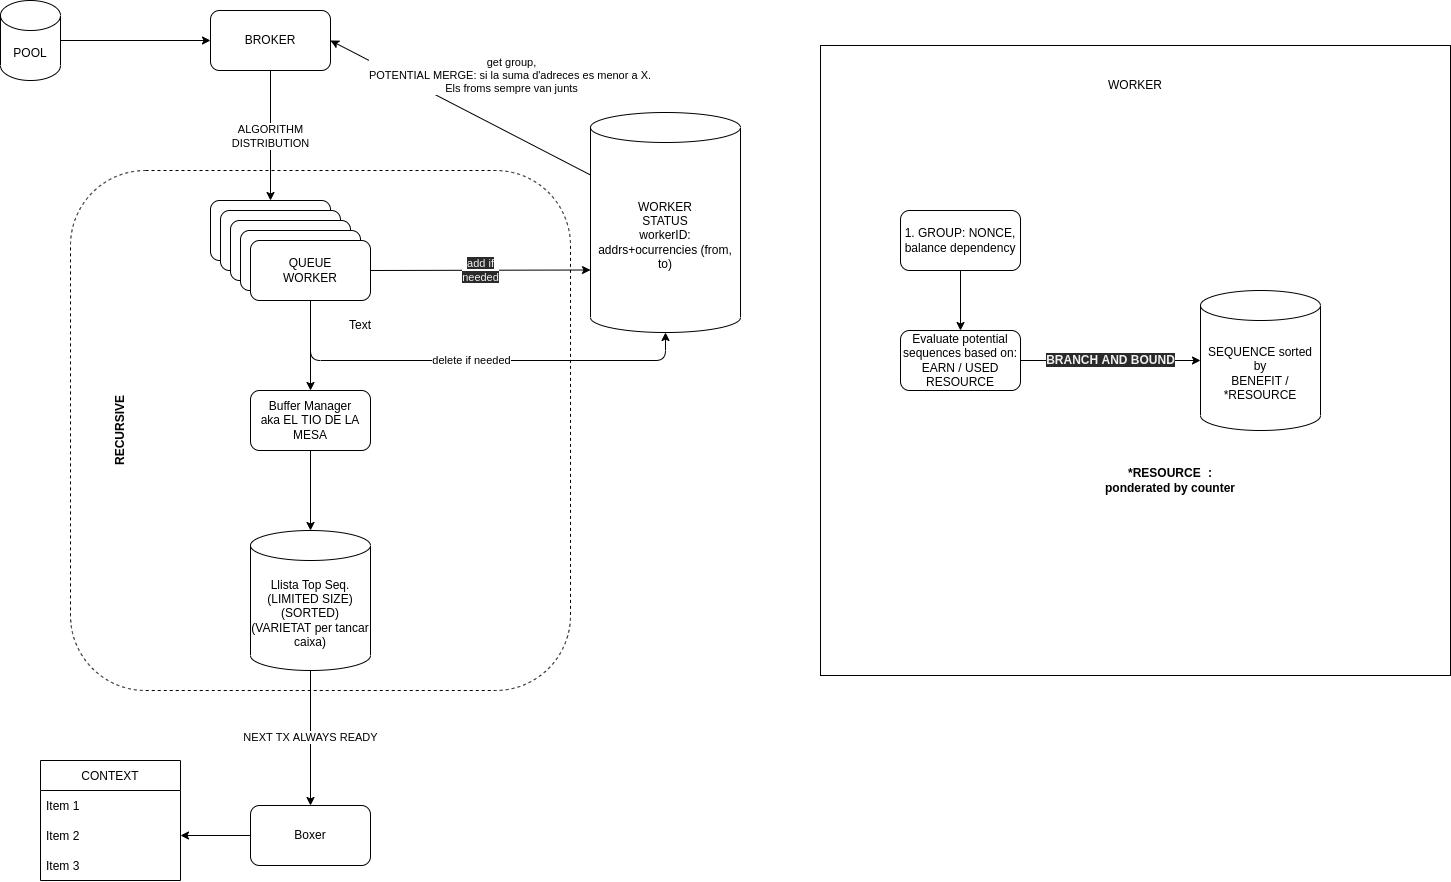 POOL
BROKER
get group,
POTENTIAL MERGE: si la suma d'adreces es menor a X.
Els froms sempre van junts
ALGORITHM
DISTRIBUTION
QUEUE
WORKER
add if
needed
WORKER
STATUS
workerID:
addrs+ocurrencies (from,
to)
Text
delete if needed
RECURSIVE
Buffer Manager
aka EL TIO DE LA
MESA
Llista Top Seq.
(LIMITED SIZE)
(SORTED)
(VARIETAT per tancar
caixa)
NEXT TX ALWAYS READY
CONTEXT
Item 1
Item 2
Item 3
Boxer
WORKER
1. GROUP: NONCE,
balance dependency
Evaluate potential
sequences based on:
EARN / USED
RESOURCE
BRANCH AND BOUND
SEQUENCE sorted
by
BENEFIT /
*RESOURCE
*RESOURCE :
ponderated by counter